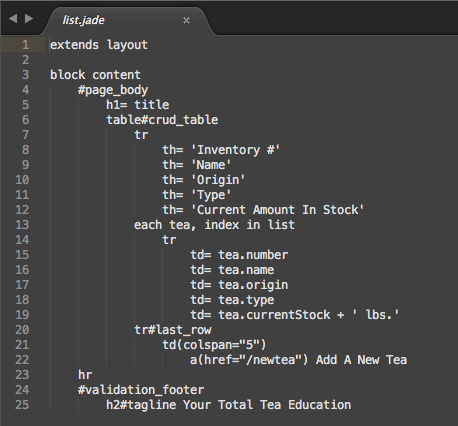 list.jade
1 extends layout
2
3 block content
4     #page_body
5         h1= title
6         table#crud_table
7             tr
8                 th= 'Inventory #'
9                 th= 'Name'
10                 th= 'Origin'
11                 th= 'Type'
12                 th= 'Current Amount In Stock'
13             each tea, index in list
14                 tr
15                     td= tea.number
16                     td= tea.name
17                     td= tea.origin
18                     td= tea.type
19                     td= tea.currentStock + ' lbs.'
20             tr#last_row
21                 td(colspan="5")
22                     a(href="/newtea") Add A New Tea
23     hr
24     #validation_footer
25         h2#tagline Your Total Tea Education